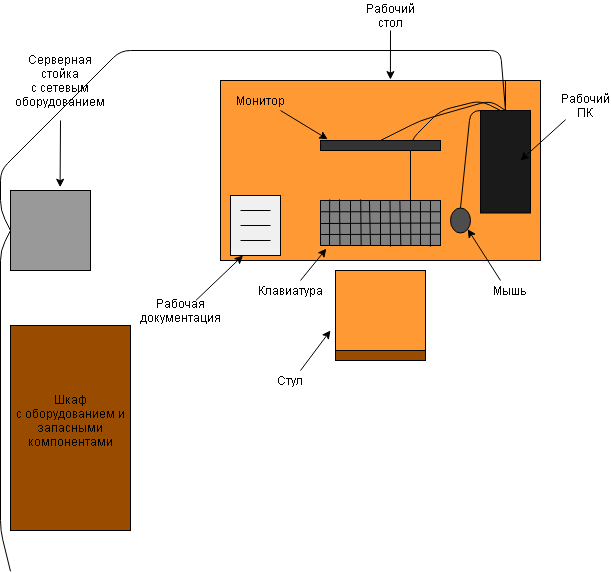 Рабочий
стол
Серверная
стойка
с сетевым
оборудованием
Монитор
Рабочий
ПК
Рабочая
документация
Клавиатура
Мышь
Стул
Шкаф
с оборудованием и
запасными
компонентами